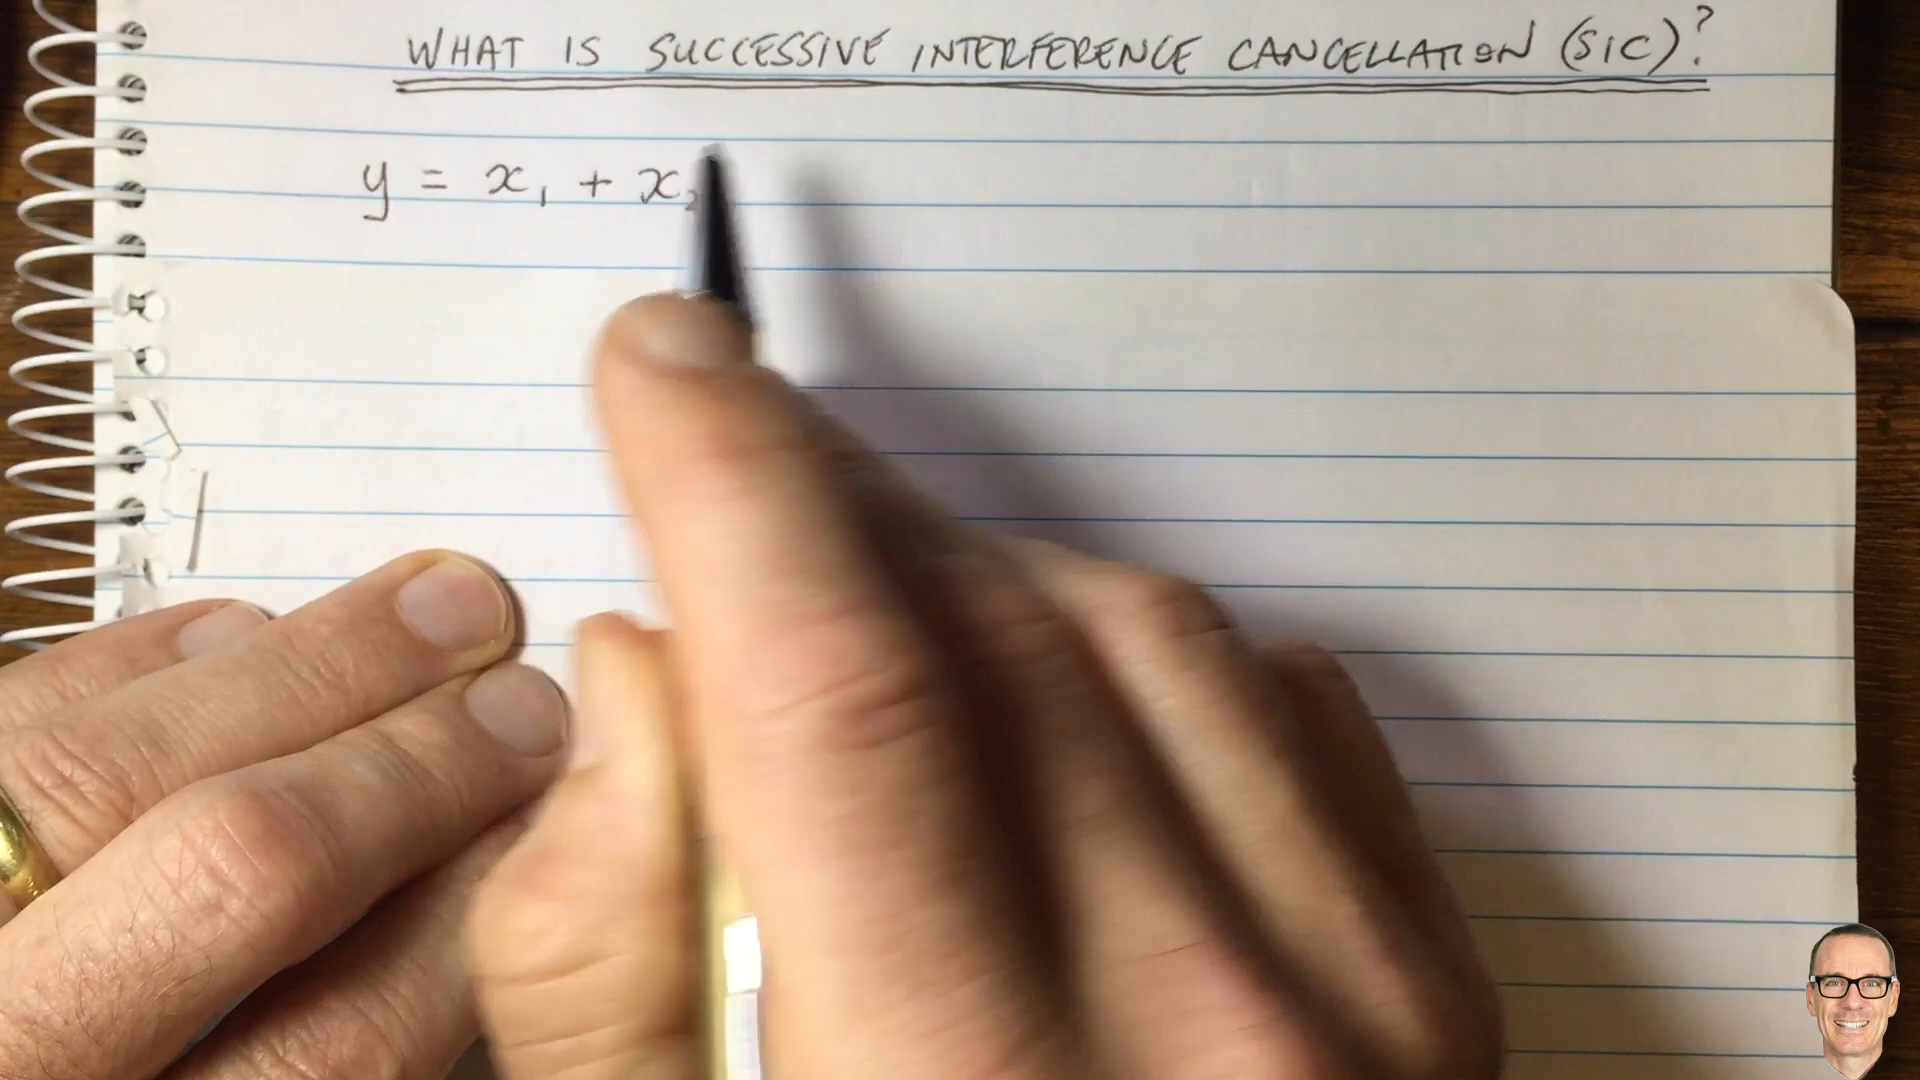 WHAT IS SUCCESSIVE INTERFERENCE CANCELLATION (SIC)?
y = x₁ + x₂